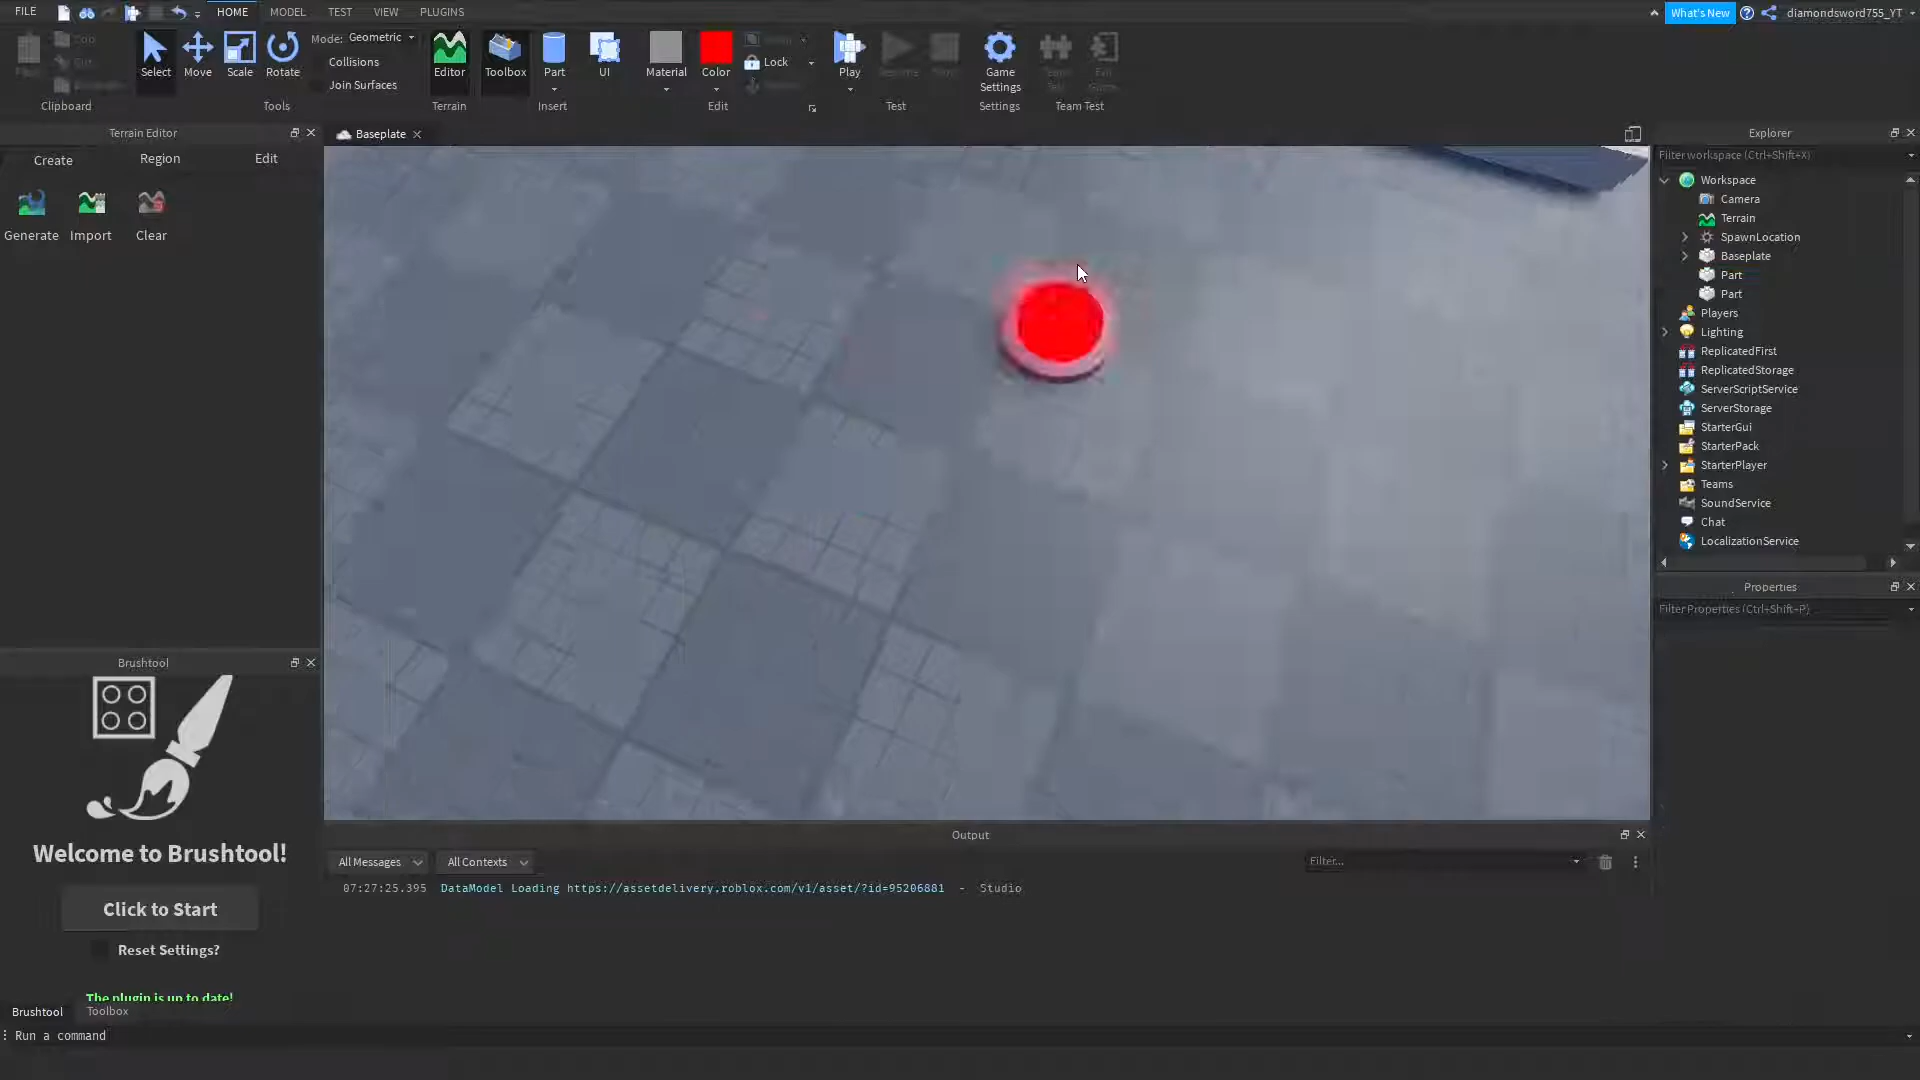 FILE
HOME
MODEL
TEST
VIEW
PLUGINS
What's New
diamondsword755_YT
Select
Move
Scale
Rotate
Mode: Geometric
Collisions
Join Surfaces
Editor
Toolbox
Part
UI
Material
Color
Lock
Play
Game
Settings
Clipboard
Tools
Terrain
Insert
Edit
Test
Settings
Team Test
Terrain Editor
Create
Region
Edit
Generate
Import
Clear
Baseplate
Explorer
Filter workspace (Ctrl+Shift+X)
Workspace
Camera
Terrain
SpawnLocation
Baseplate
Part
Part
Players
Lighting
ReplicatedFirst
ReplicatedStorage
ServerScriptService
ServerStorage
StarterGui
StarterPack
StarterPlayer
Teams
SoundService
Chat
LocalizationService
Properties
Filter Properties (Ctrl+Shift+P)
Brushtool
Welcome to Brushtool!
Click to Start
Reset Settings?
The plugin is up to date!
Brushtool
Toolbox
Output
All Messages
All Contexts
Filter...
07:27:25.395 DataModel Loading https://assetdelivery.roblox.com/v1/asset/?id=95206881 - Studio
Run a command